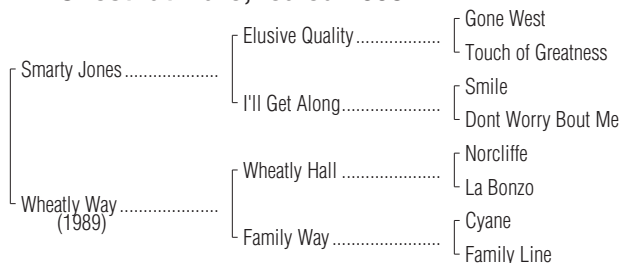 Gone West
Elusive Quality
Touch of Greatness
Smarty Jones
Smile
I'll Get Along
Dont Worry Bout Me
Norcliffe
Wheatly Hall
La Bonzo
Wheatly Way
(1989)
Cyane
Family Way
Family Line